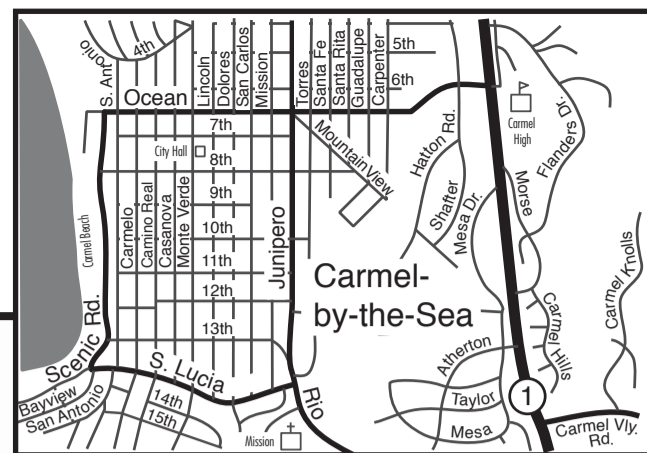 S. Antonio
4th
Lincoln
Dolores
San Carlos
Mission
Torres
Santa Fe
Santa Rita
Guadalupe
Carpenter
5th
6th
Ocean
7th
City Hall
8th
Mountain View
Hatton Rd.
Shafter
Mesa Dr.
Morse
Carmel
High
Flanders Dr.
Carmel Beach
Carmelo
Camino Real
Casanova
Monte Verde
9th
10th
11th
12th
13th
Junipero
Carmel-
by-the-Sea
Scenic Rd.
S. Lucia
Rio
Bayview
San Antonio
14th
15th
Mission
Atherton
Taylor
Mesa
1
Carmel Hills
Carmel Knolls
Carmel Vly.
Rd.